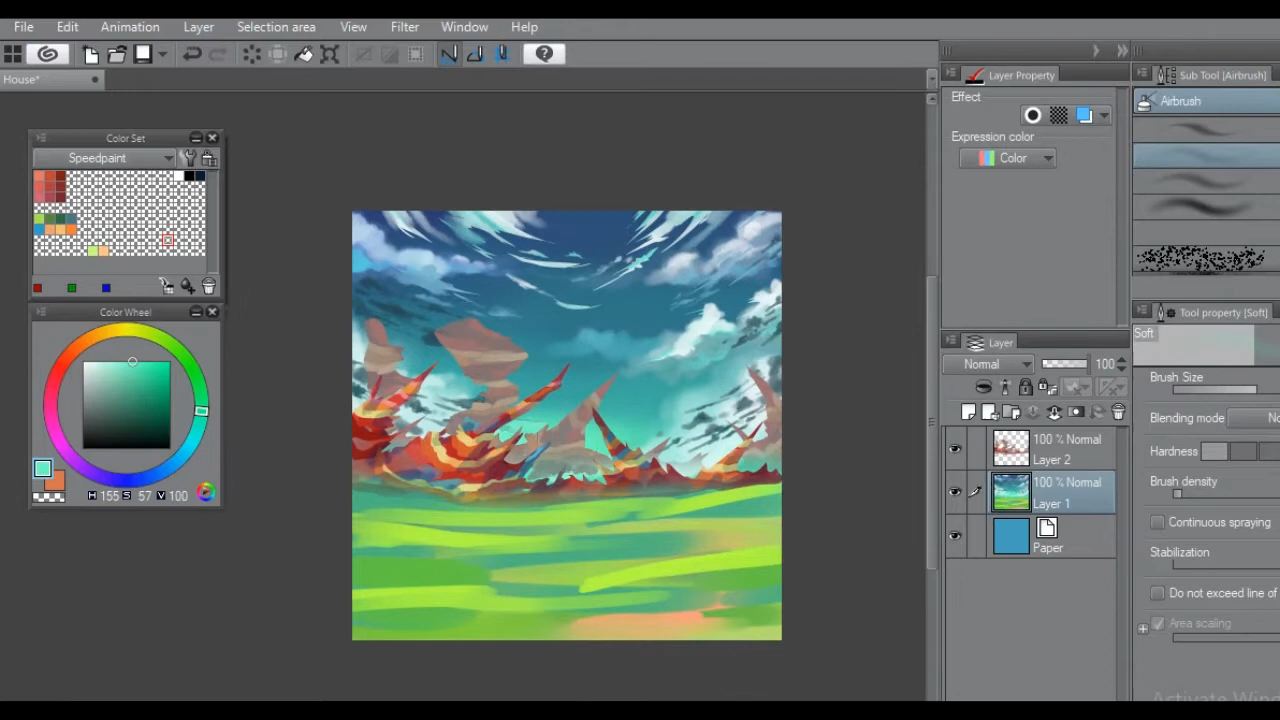 File Edit Animation Layer Selection area View Filter Window Help
House*
Color Set
Speedpaint
Color Wheel
H 155 S 57 V 100
Layer Property
Effect
Expression color
Color
Layer
Normal 100
100 % Normal
Layer 2
100 % Normal
Layer 1
Paper
Sub Tool [Airbrush]
Airbrush
Tool property [Soft]
Soft
Brush Size
Blending mode No
Hardness
Brush density
Continuous spraying
Stabilization
Do not exceed line of
Area scaling
Activate Win